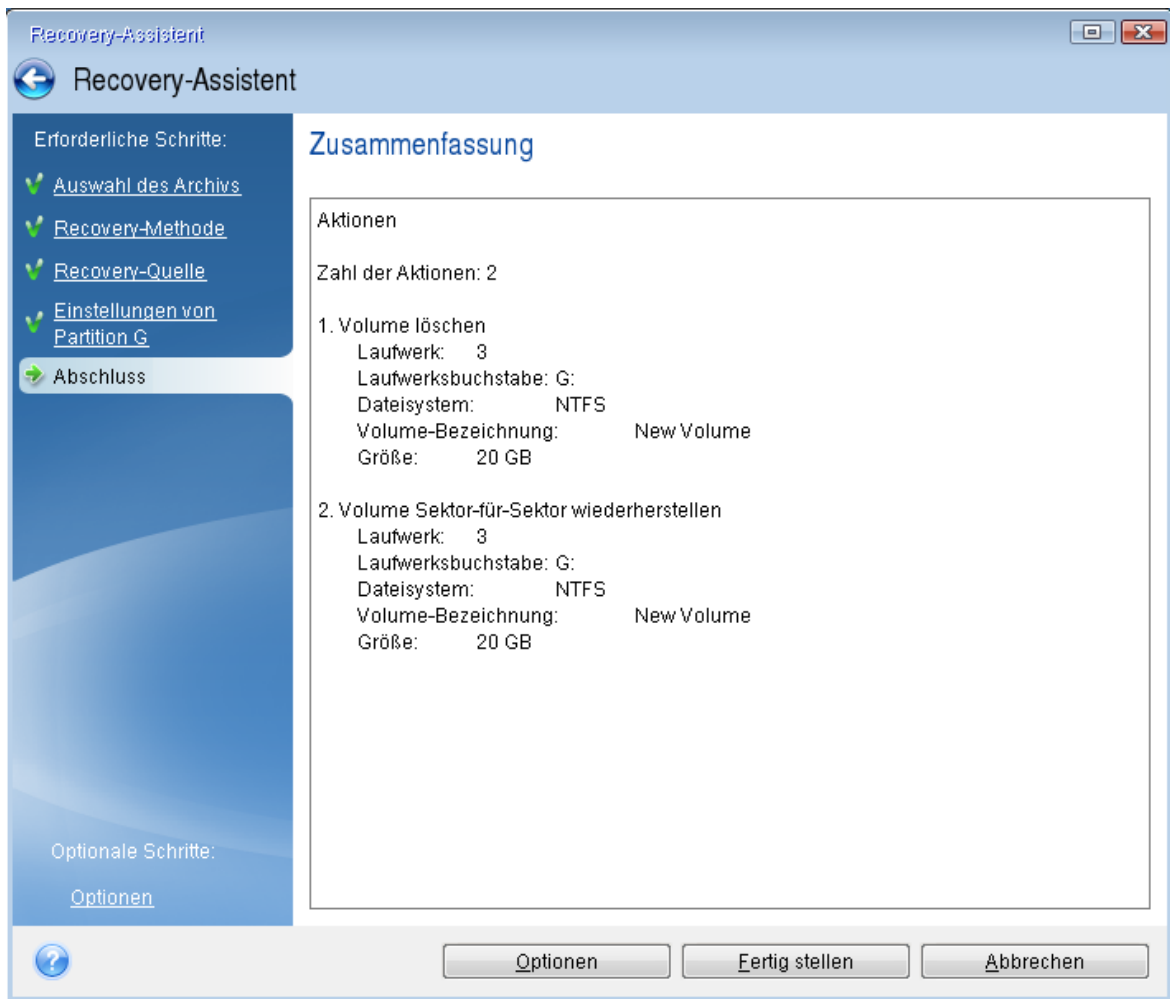 Recovery-Assistent
Recovery-Assistent
Erforderliche Schritte:
Auswahl des Archivs
Recovery-Methode
Recovery-Quelle
Einstellungen von
Partition G
Abschluss
Optionale Schritte:
Optionen
Zusammenfassung
Aktionen
Zahl der Aktionen: 2
1. Volume löschen
Laufwerk: 3
Laufwerksbuchstabe: G:
Dateisystem: NTFS
Volume-Bezeichnung: New Volume
Größe: 20 GB
2. Volume Sektor-für-Sektor wiederherstellen
Laufwerk: 3
Laufwerksbuchstabe: G:
Dateisystem: NTFS
Volume-Bezeichnung: New Volume
Größe: 20 GB
?
Optionen
Fertig stellen
Abbrechen